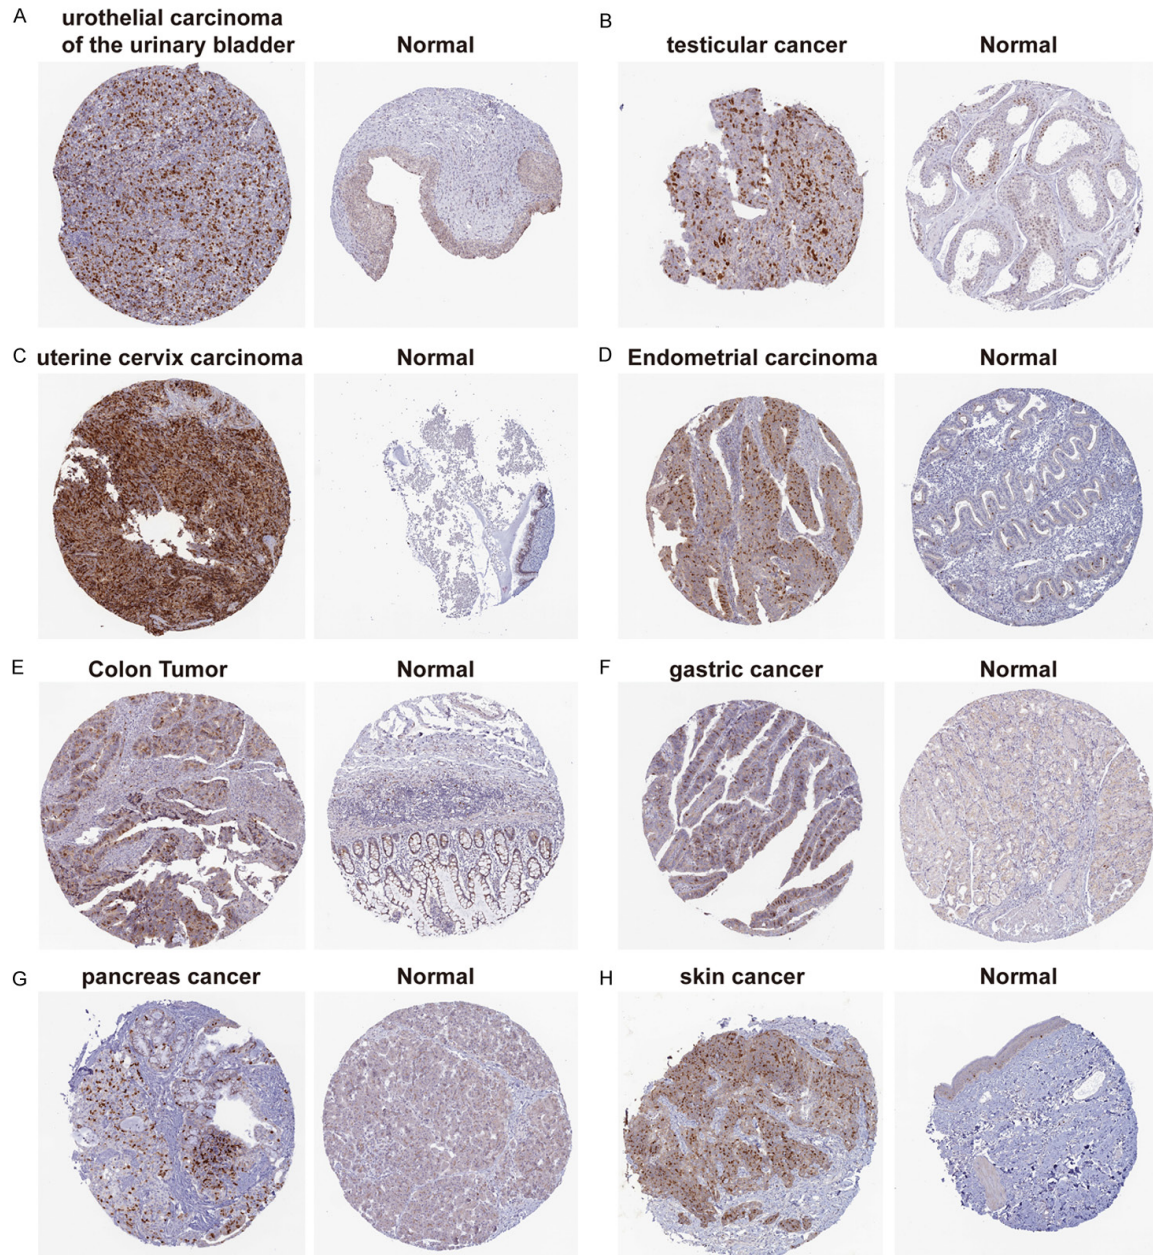 A
urothelial carcinoma
of the urinary bladder
Normal
B
testicular cancer
Normal
C
uterine cervix carcinoma
Normal
D
Endometrial carcinoma
Normal
E
Colon Tumor
Normal
F
gastric cancer
Normal
G
pancreas cancer
Normal
H
skin cancer
Normal